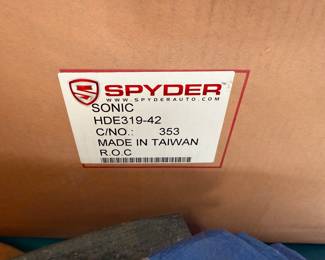 SPYDER
WWW.SPYDERAUTO.COM
SONIC
HDE319-42
C/NO.: 353
MADE IN TAIWAN
R.O.C